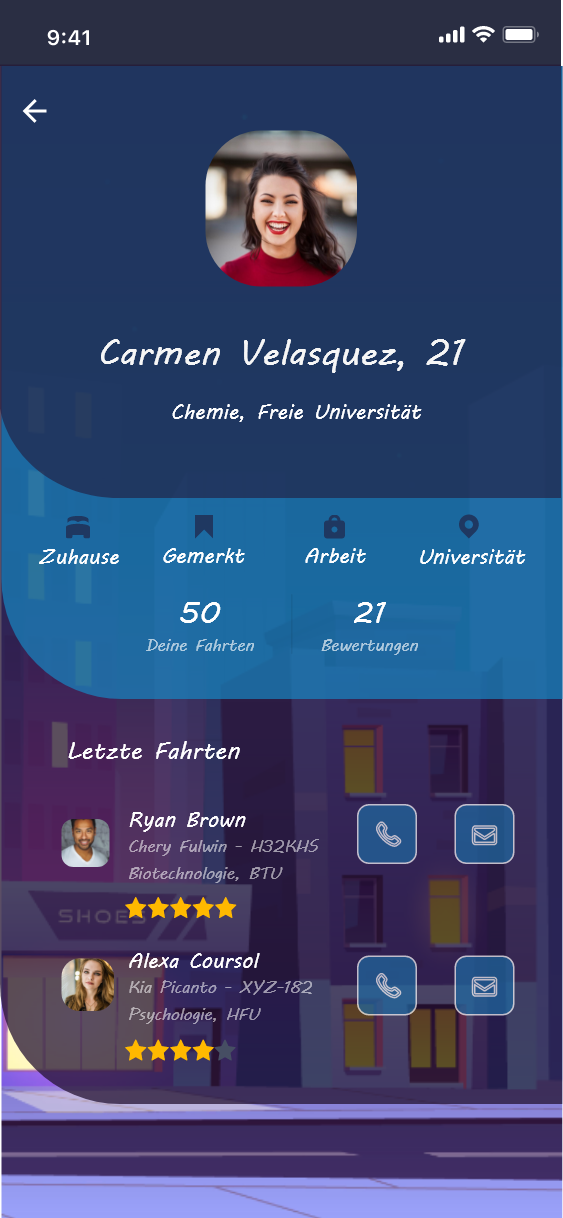 9:41
Carmen Velasquez, 21
Chemie, Freie Universität
Zuhause Gemerkt Arbeit Universität
50 21
Deine Fahrten Bewertungen
Letzte Fahrten
Ryan Brown
Chery Fulwin - H32KHS
Biotechnologie, BTU
SHOES
Alexa Coursol
Kia Picanto - XYZ-182
Psychologie, HFU